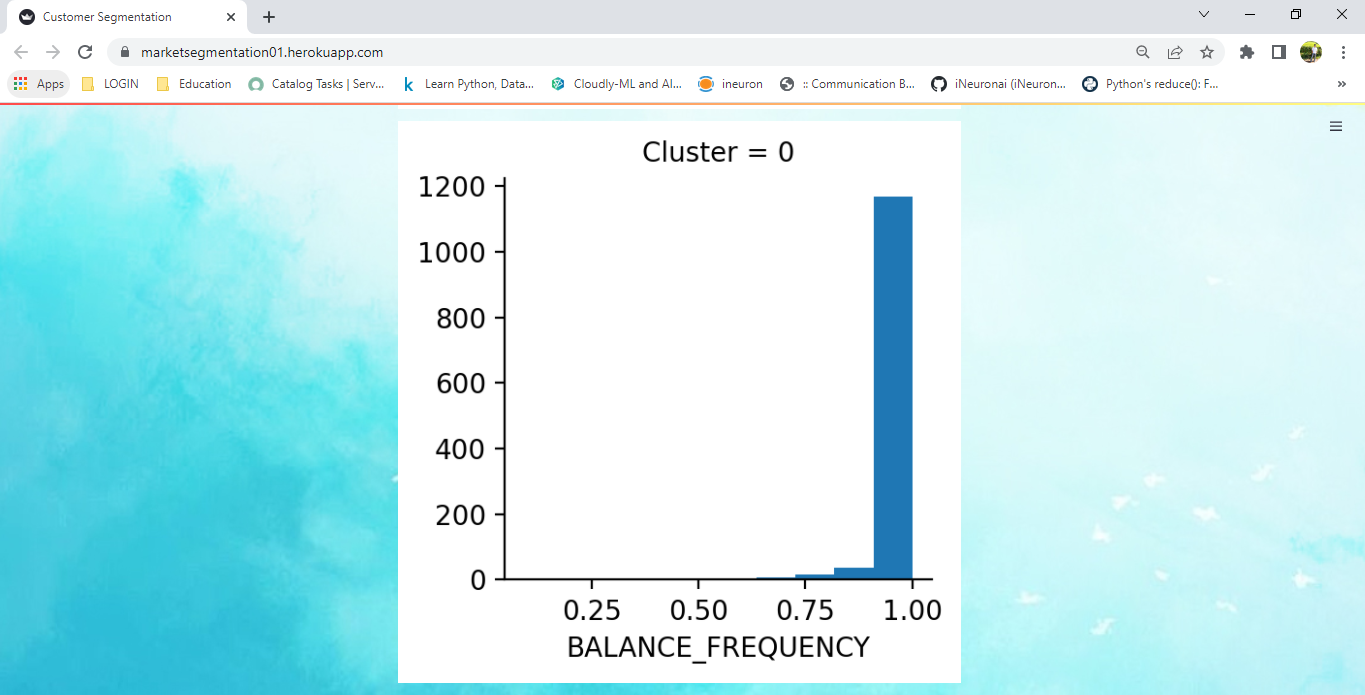 Customer Segmentation
marketsegmentation01.herokuapp.com
Apps LOGIN Education Catalog Tasks | Serv... Learn Python, Data... Cloudly-ML and AI... ineuron :: Communication B... iNeuronai (iNeuron... Python's reduce(): F... »
Cluster = 0
1200
1000
800
600
400
200
0
0.25 0.50 0.75 1.00
BALANCE_FREQUENCY